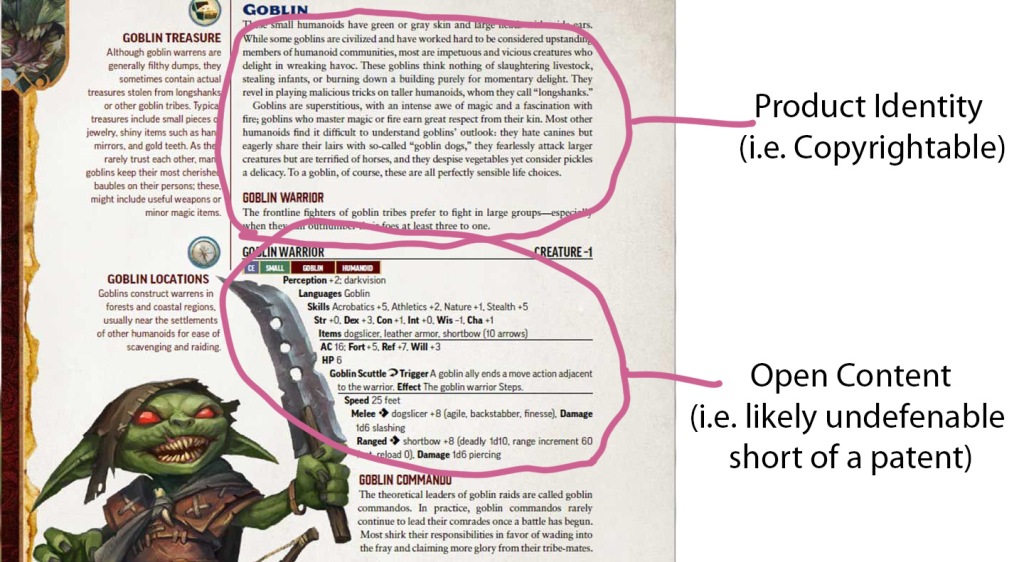 GOBLIN TREASURE
Although goblin warrens are
generally filthy dumps, they
sometimes contain actual
treasures stolen from longshanks
or other goblin tribes. Typical
treasures include small pieces of
jewelry, shiny items such as hand
mirrors, and gold teeth. As they
rarely trust each other, many
goblins keep their most cherished
baubles on their persons; these
might include useful weapons or
minor magic items.
GOBLIN LOCATIONS
Goblins construct warrens in
forests and coastal regions,
usually near the settlements
of other humanoids for ease of
scavenging and raiding.
GOBLIN
These small humanoids have green or gray skin and large heads with wide ears.
While some goblins are civilized and have worked hard to be considered upstanding
members of humanoid communities, most are impetuous and vicious creatures who
delight in wreaking havoc. These goblins think nothing of slaughtering livestock,
stealing infants, or burning down a building purely for momentary delight. They
revel in playing malicious tricks on taller humanoids, whom they call “longshanks.”
Goblins are superstitious, with an intense awe of magic and a fascination with
fire; goblins who master magic or fire earn great respect from their kin. Most other
humanoids find it difficult to understand goblins’ outlook: they hate canines but
eagerly share their lairs with so-called “goblin dogs,” they fearlessly attack larger
creatures but are terrified of horses, and they despise vegetables yet consider pickles
a delicacy. To a goblin, of course, these are all perfectly sensible life choices.
GOBLIN WARRIOR
The frontline fighters of goblin tribes prefer to fight in large groups—especially
when they can outnumber their foes at least three to one.
GOBLIN WARRIOR CREATURE –1
CE SMALL GOBLIN HUMANOID
Perception +2; darkvision
Languages Goblin
Skills Acrobatics +5, Athletics +2, Nature +1, Stealth +5
Str +0, Dex +3, Con +1, Int +0, Wis –1, Cha +1
Items dogslicer, leather armor, shortbow (10 arrows)
AC 16; Fort +5, Ref +7, Will +3
HP 6
Goblin Scuttle Trigger A goblin ally ends a move action adjacent
to the warrior. Effect The goblin warrior Steps.
Speed 25 feet
Melee dogslicer +8 (agile, backstabber, finesse), Damage
1d6 slashing
Ranged shortbow +8 (deadly 1d10, range increment 60
feet, reload 0), Damage 1d6 piercing
GOBLIN COMMANDO
The theoretical leaders of goblin raids are called goblin
commandos. In practice, goblin commandos rarely
continue to lead their comrades once a battle has begun.
Most shirk their responsibilities in favor of wading into
the fray and claiming more glory from their tribe-mates.
Product Identity
(i.e. Copyrightable)
Open Content
(i.e. likely undefenable
short of a patent)